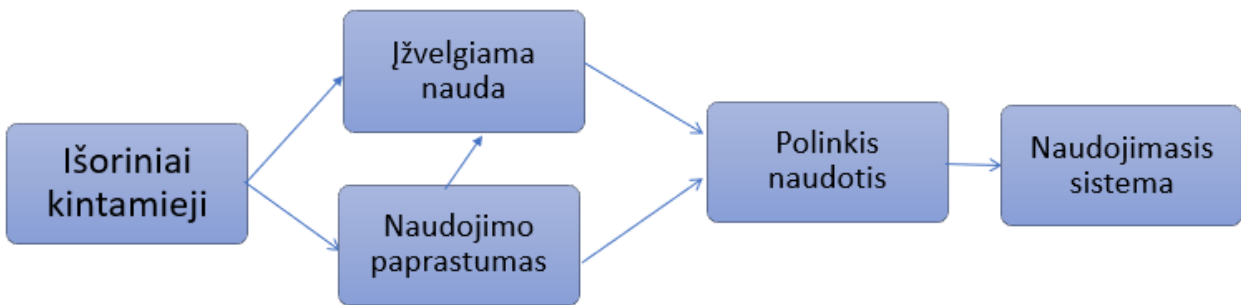 Išoriniai
kintamieji
Įžvelgiama
nauda
Naudojimo
paprastumas
Polinkis
naudotis
Naudojimasis
sistema